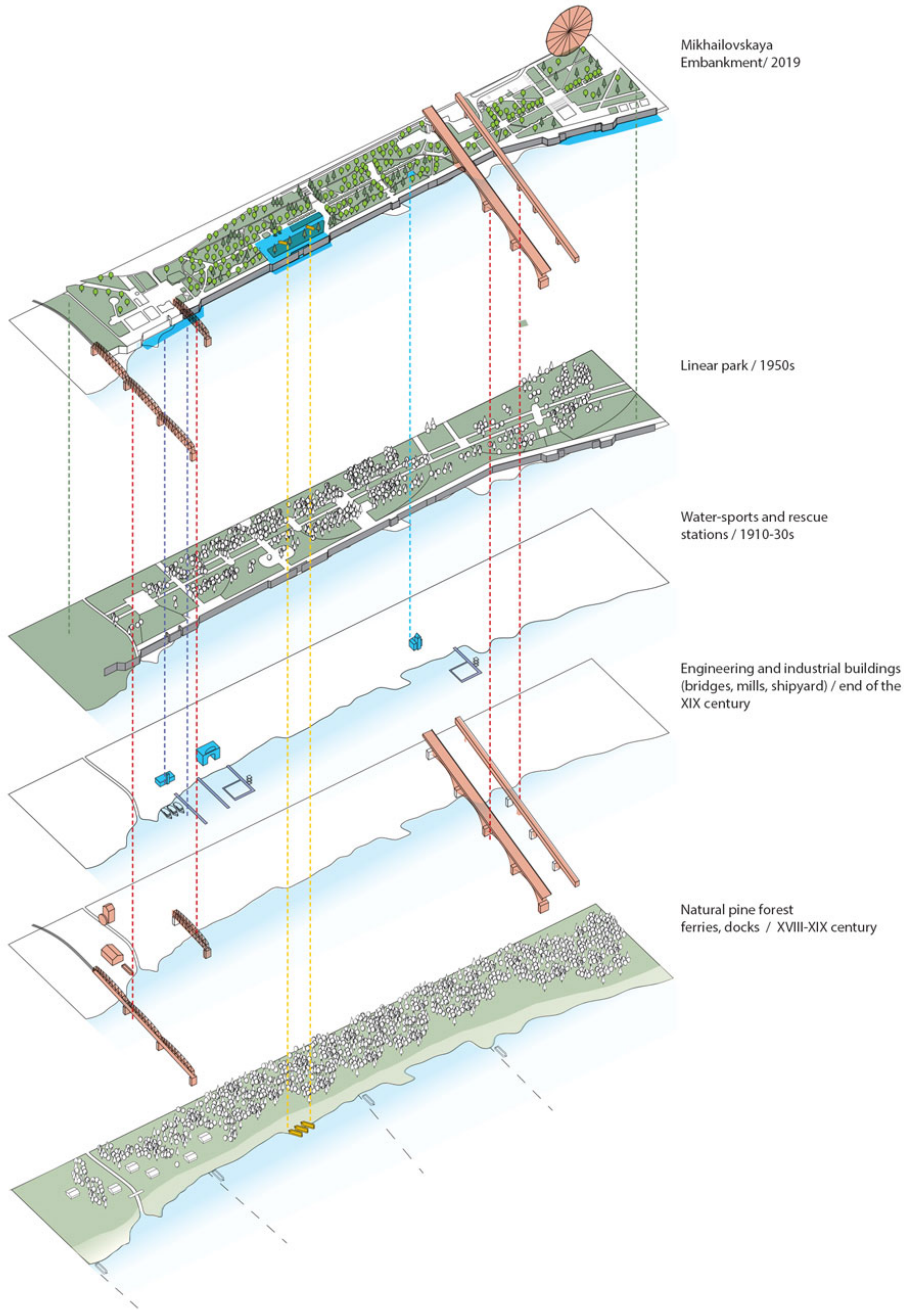 Mikhailovskaya
Embankment/ 2019
Linear park / 1950s
Water-sports and rescue
stations / 1910-30s
Engineering and industrial buildings
(bridges, mills, shipyard) / end of the
XIX century
Natural pine forest
ferries, docks / XVIII-XIX century